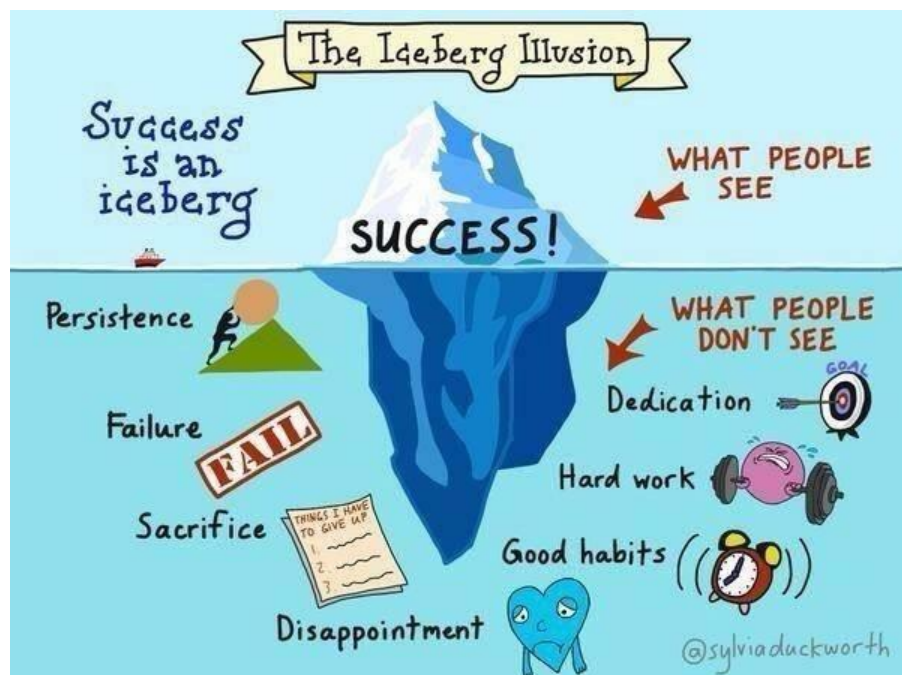 The Iceberg Illusion
Success
is an
iceberg
WHAT PEOPLE
SEE
SUCCESS!
Persistence
WHAT PEOPLE
DON'T SEE
GOAL
Dedication
Failure
FAIL
Hard work
Sacrifice
THINGS I HAVE
TO GIVE UP
1.
2.
3.
Good habits
Disappointment
@sylviaduckworth